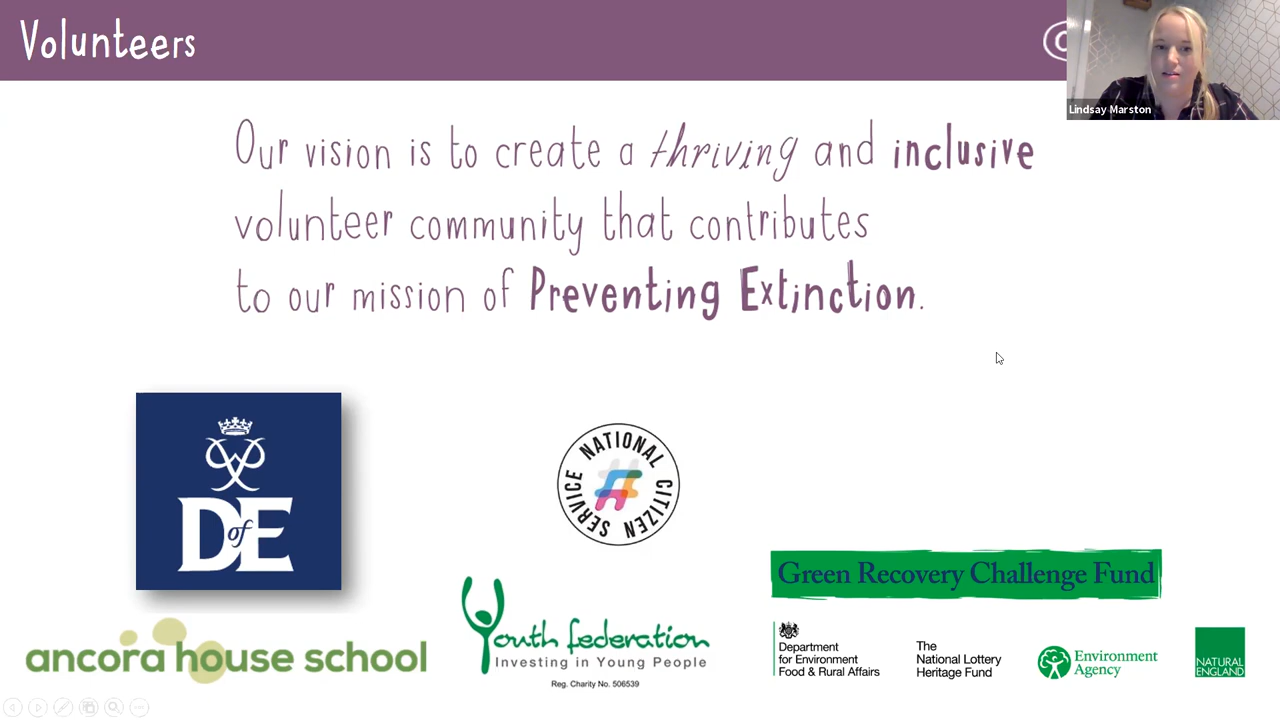 Volunteers
Lindsay Marston
Our vision is to create a thriving and inclusive
volunteer community that contributes
to our mission of Preventing Extinction.
DofE
NATIONAL CITIZEN SERVICE
Green Recovery Challenge Fund
ancora house school
Youth federation
Investing in Young People
Reg. Charity No. 506539
Department
for Environment
Food & Rural Affairs
The
National Lottery
Heritage Fund
Environment
Agency
NATURAL
ENGLAND